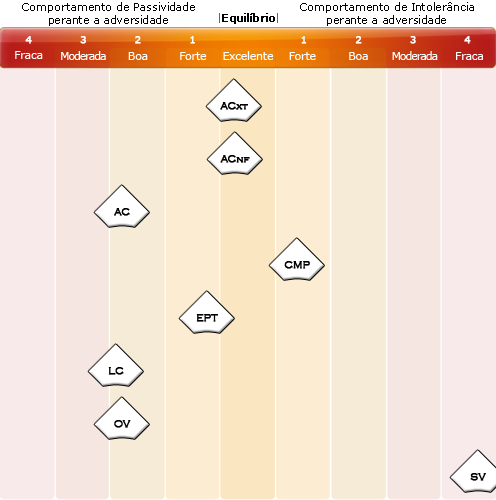 Comportamento de Passividade
perante a adversidade
|Equilíbrio|
Comportamento de Intolerância
perante a adversidade
4 3 2 1 1 2 3 4
Fraca Moderada Boa Forte Excelente Forte Boa Moderada Fraca
ACXT
ACNF
AC
CMP
EPT
LC
OV
SV